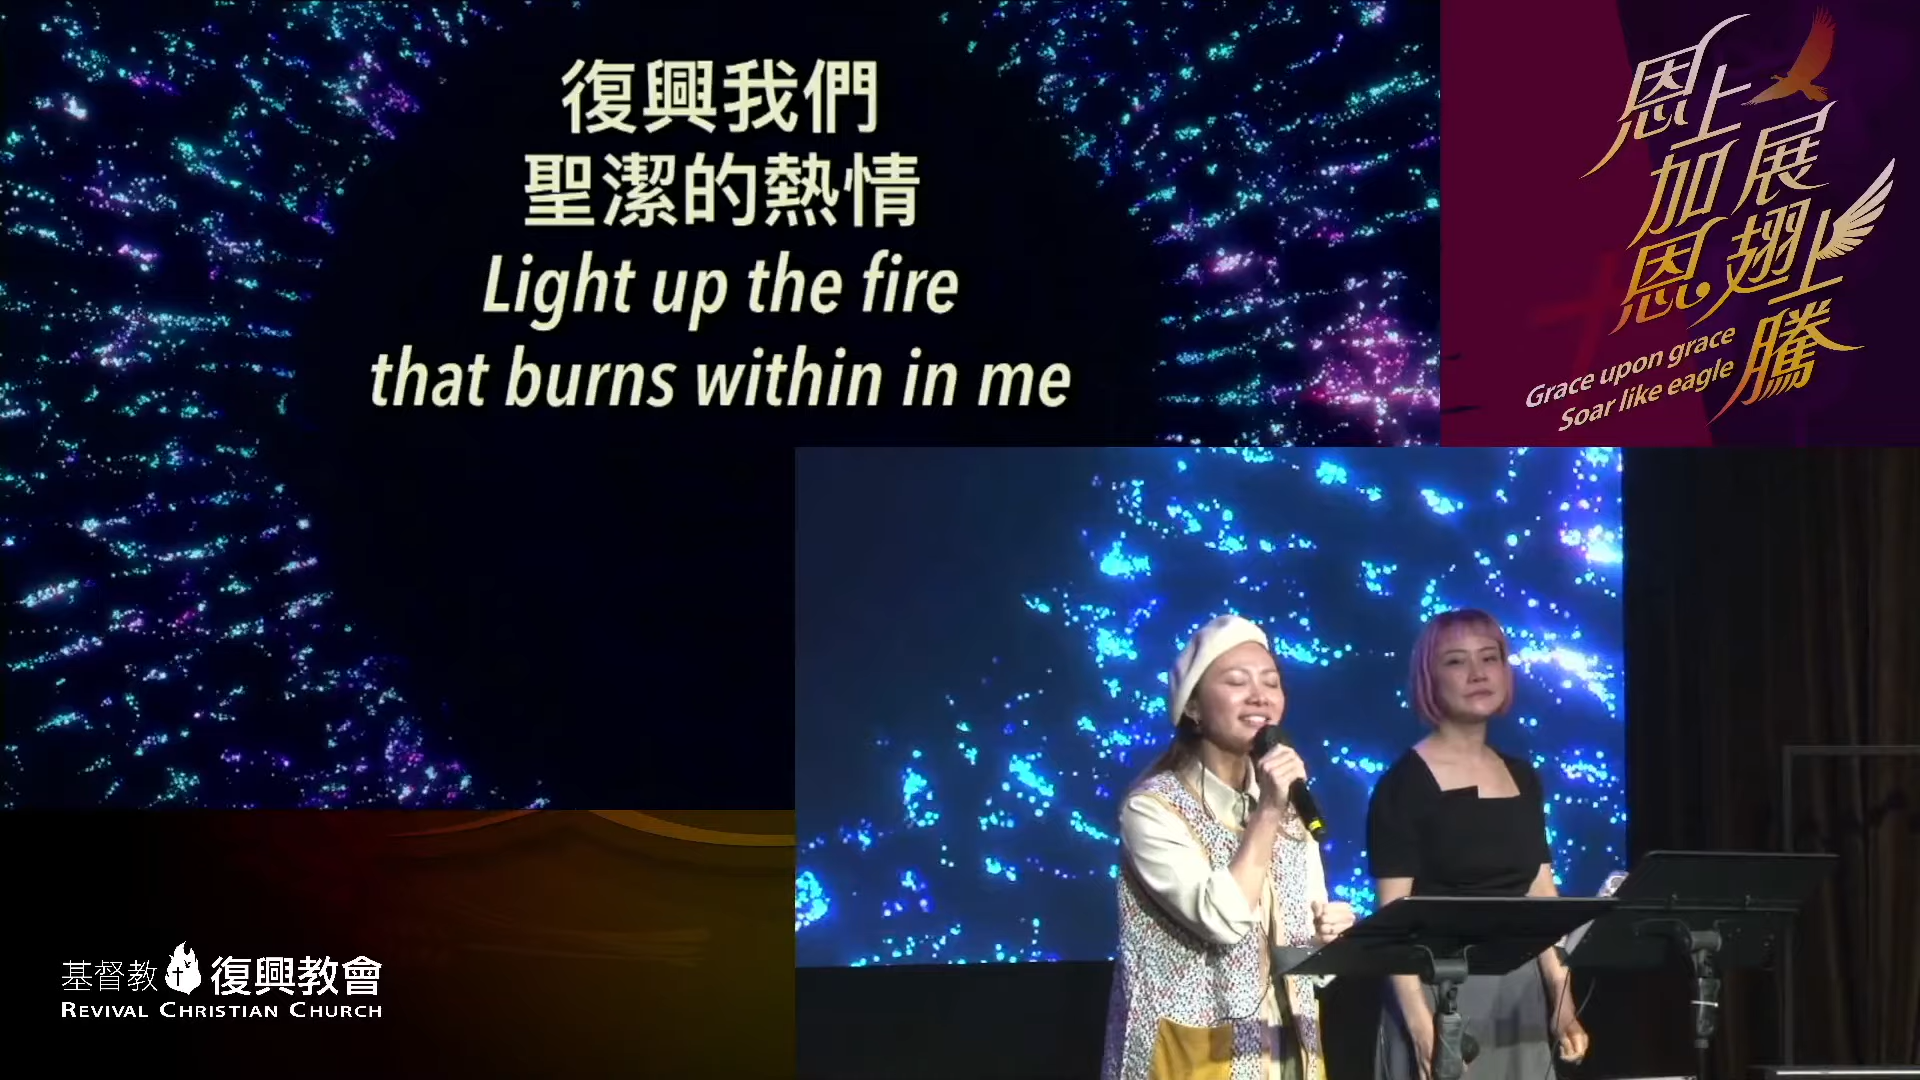 復興我們
聖潔的熱情
Light up the fire
that burns within in me
恩上加恩
展翅上騰
Grace upon grace
Soar like eagle
基督教 復興教會
REVIVAL CHRISTIAN CHURCH